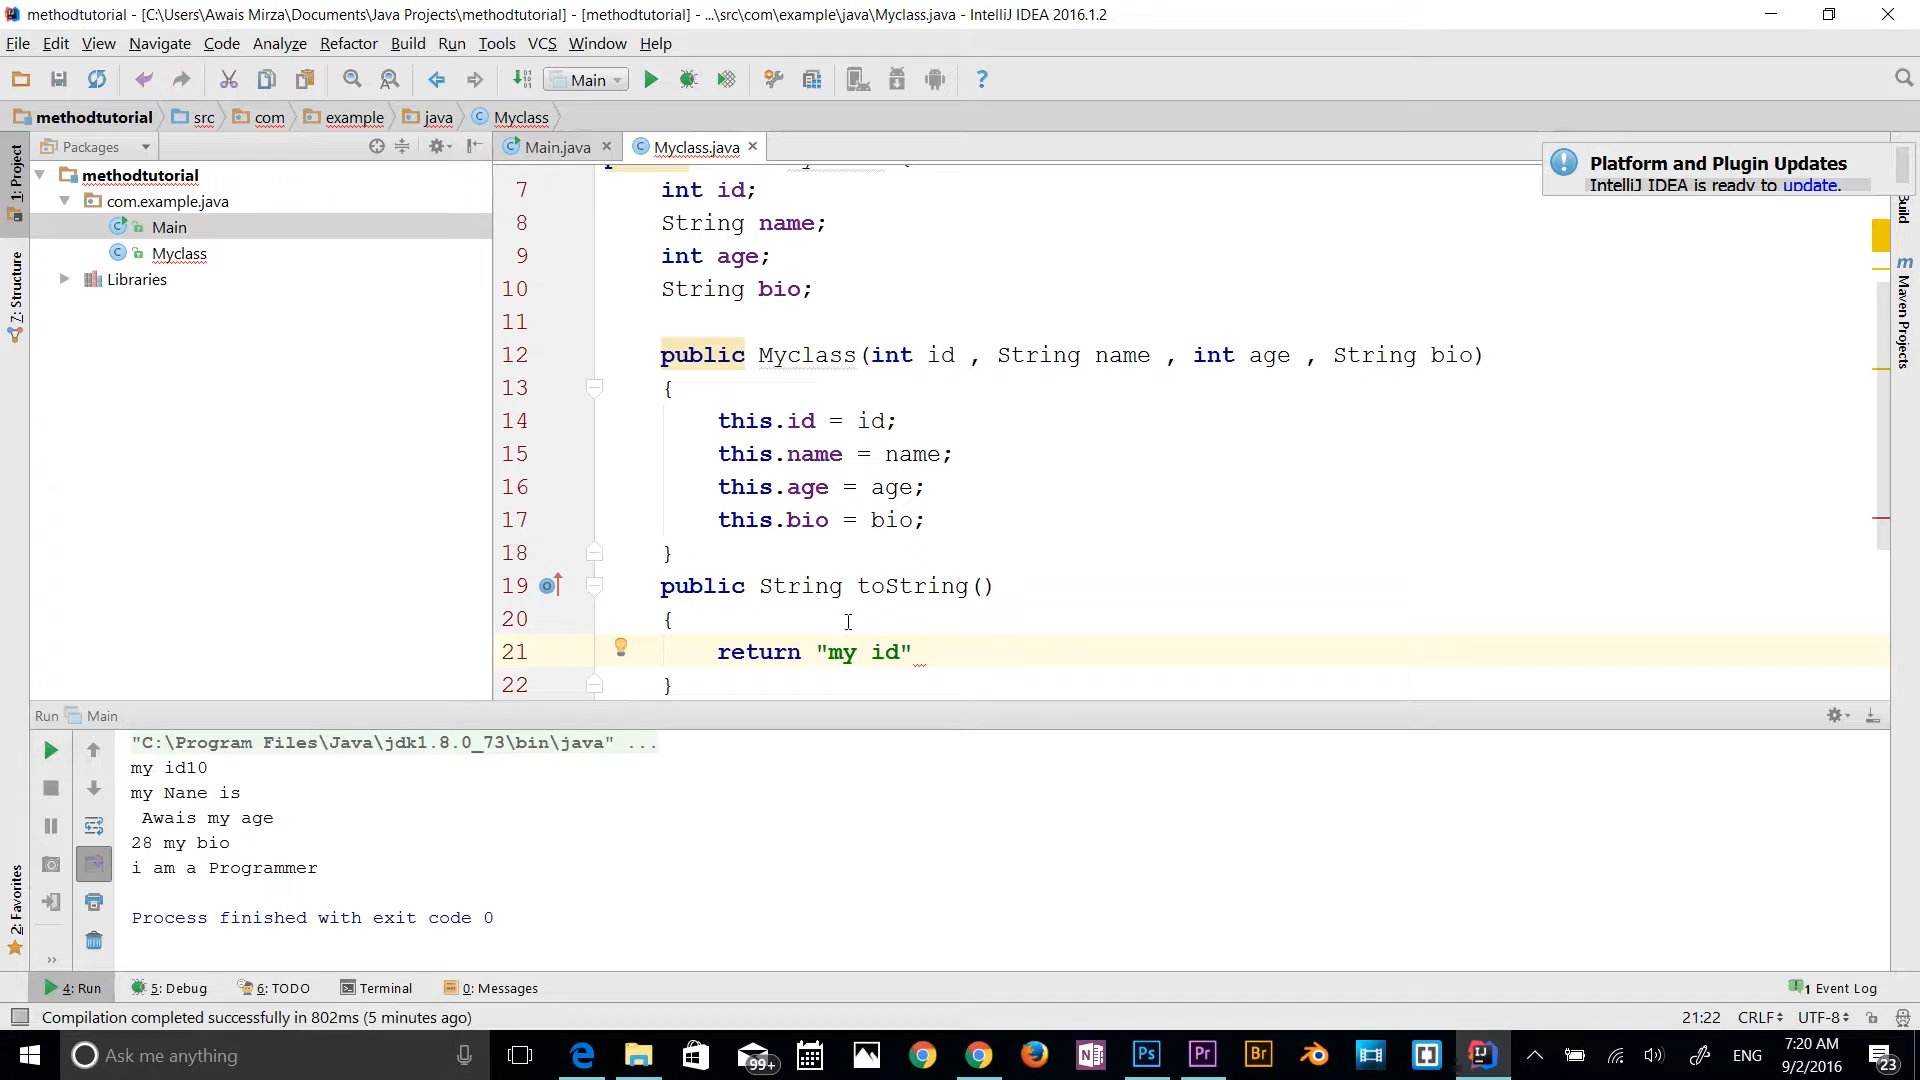 methodtutorial - [C:\Users\Awais Mirza\Documents\Java Projects\methodtutorial] - [methodtutorial] - ...\src\com\example\java\Myclass.java - IntelliJ IDEA 2016.1.2
File Edit View Navigate Code Analyze Refactor Build Run Tools VCS Window Help
Main
methodtutorial src com example java Myclass
Packages
Main.java Myclass.java
1: Project
7: Structure
2: Favorites
methodtutorial
com.example.java
Main
Myclass
Libraries
Platform and Plugin Updates
IntelliJ IDEA is ready to update.
Maven Projects
7 int id;
8 String name;
9 int age;
10 String bio;
11
12 public Myclass(int id , String name , int age , String bio)
13 {
14 this.id = id;
15 this.name = name;
16 this.age = age;
17 this.bio = bio;
18 }
19 public String toString()
20 {
21 return "my id"
22 }
Run Main
"C:\Program Files\Java\jdk1.8.0_73\bin\java" ...
my id10
my Nane is
Awais my age
28 my bio
i am a Programmer
Process finished with exit code 0
4: Run 5: Debug 6: TODO Terminal 0: Messages 1 Event Log
Compilation completed successfully in 802ms (5 minutes ago) 21:22 CRLF UTF-8
Ask me anything 99+ Ps Pr Br ENG 7:20 AM
9/2/2016 23